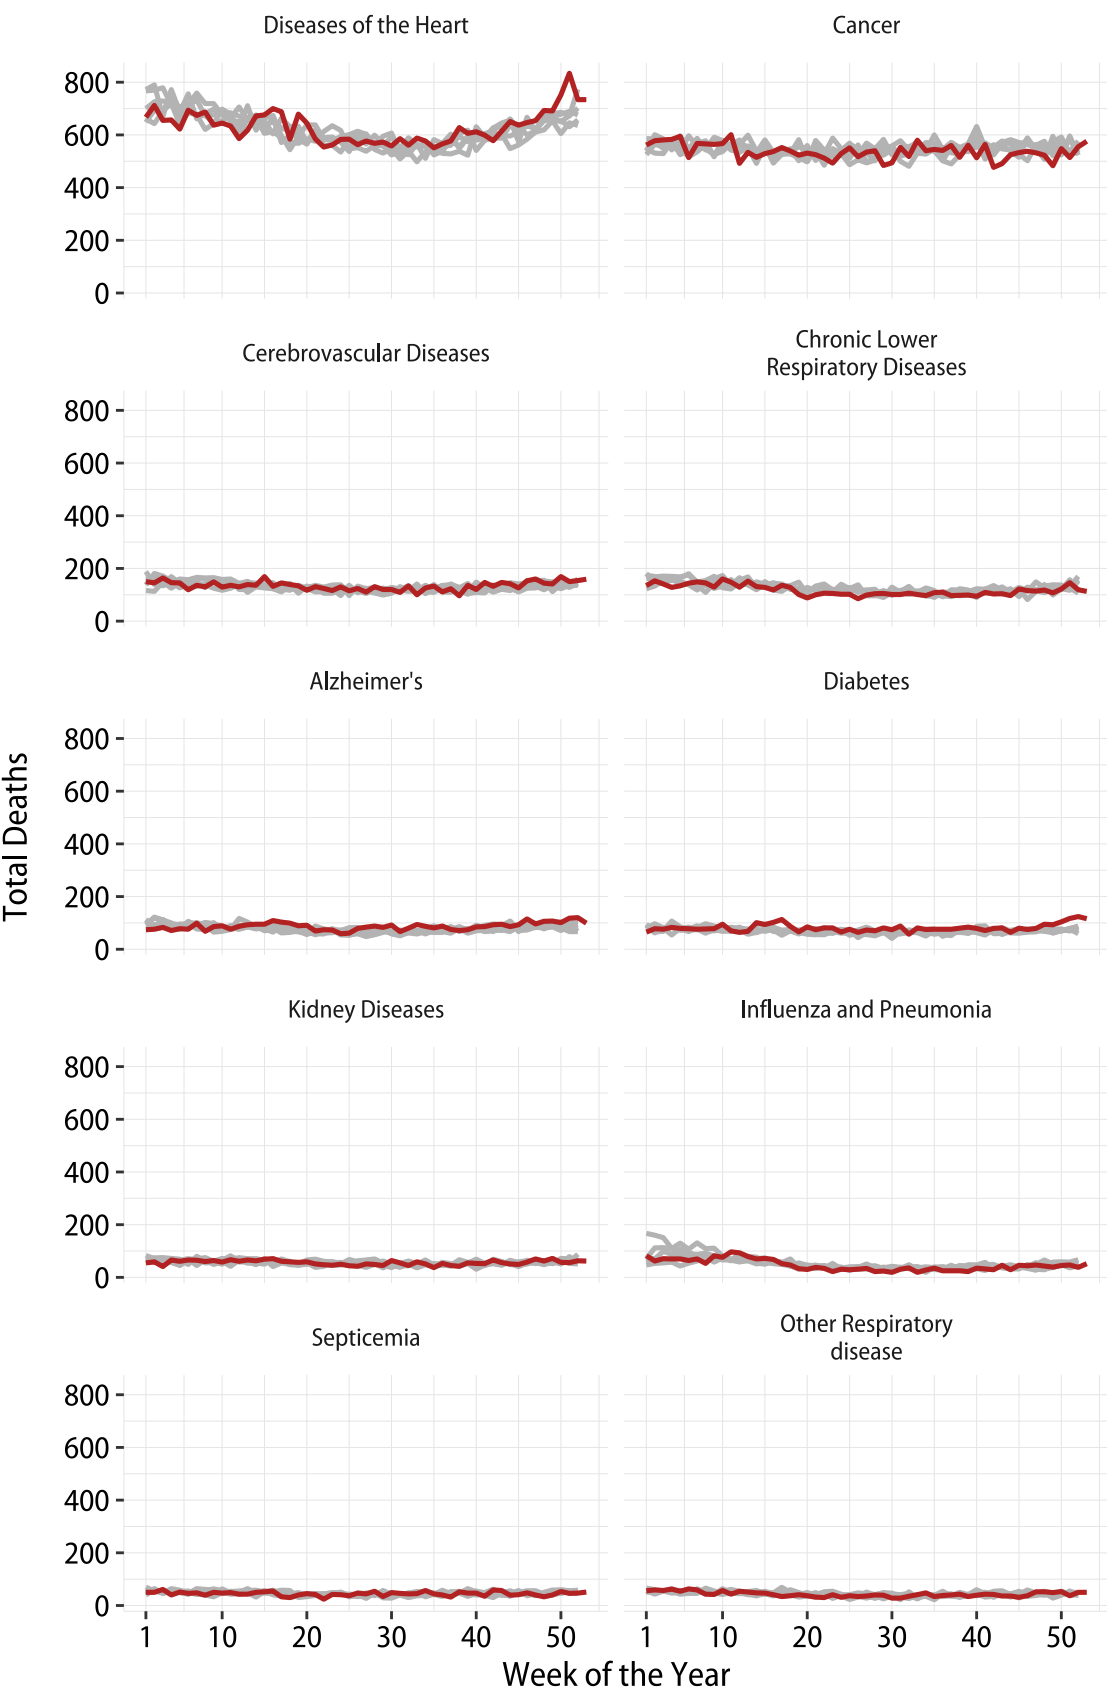 Diseases of the Heart
Cancer
800
600
400
200
0
Cerebrovascular Diseases
Chronic Lower
Respiratory Diseases
800
600
400
200
0
Alzheimer's
Diabetes
Total Deaths
800
600
400
200
0
Kidney Diseases
Influenza and Pneumonia
800
600
400
200
0
Septicemia
Other Respiratory
disease
800
600
400
200
0
1 10 20 30 40 50
1 10 20 30 40 50
Week of the Year